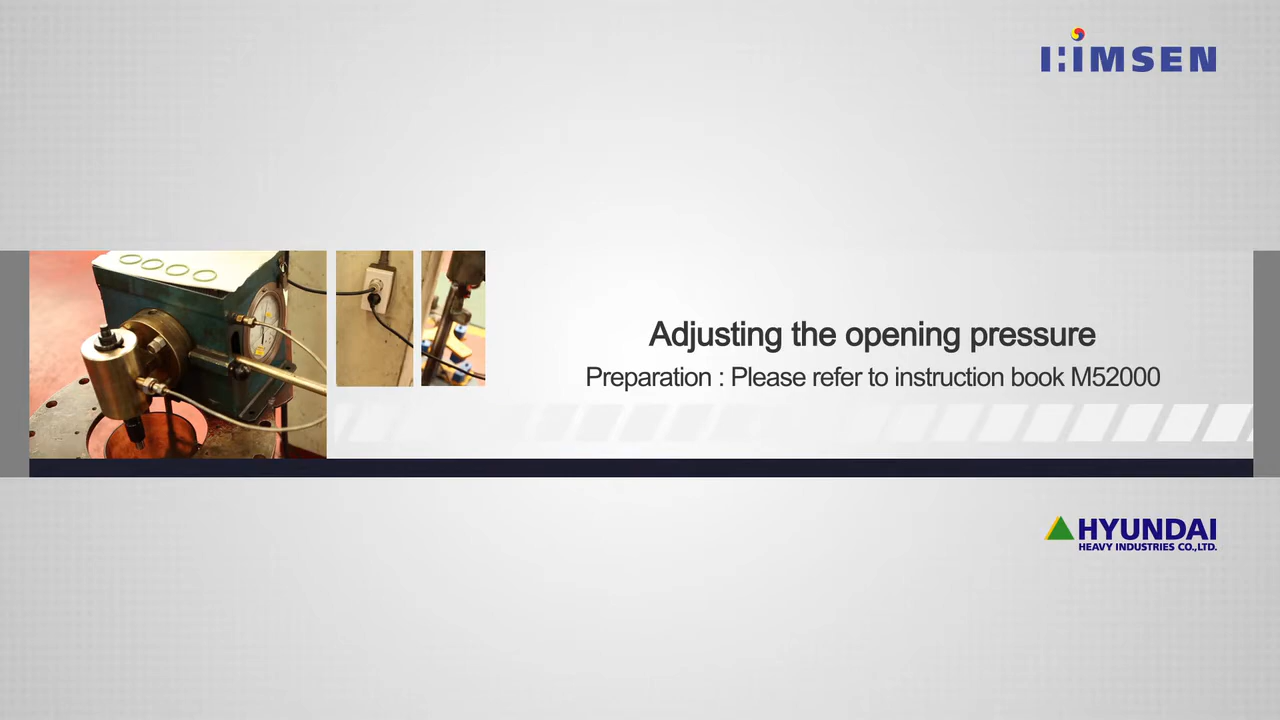 HiMSEN
Adjusting the opening pressure
Preparation : Please refer to instruction book M52000
HYUNDAI
HEAVY INDUSTRIES CO.,LTD.